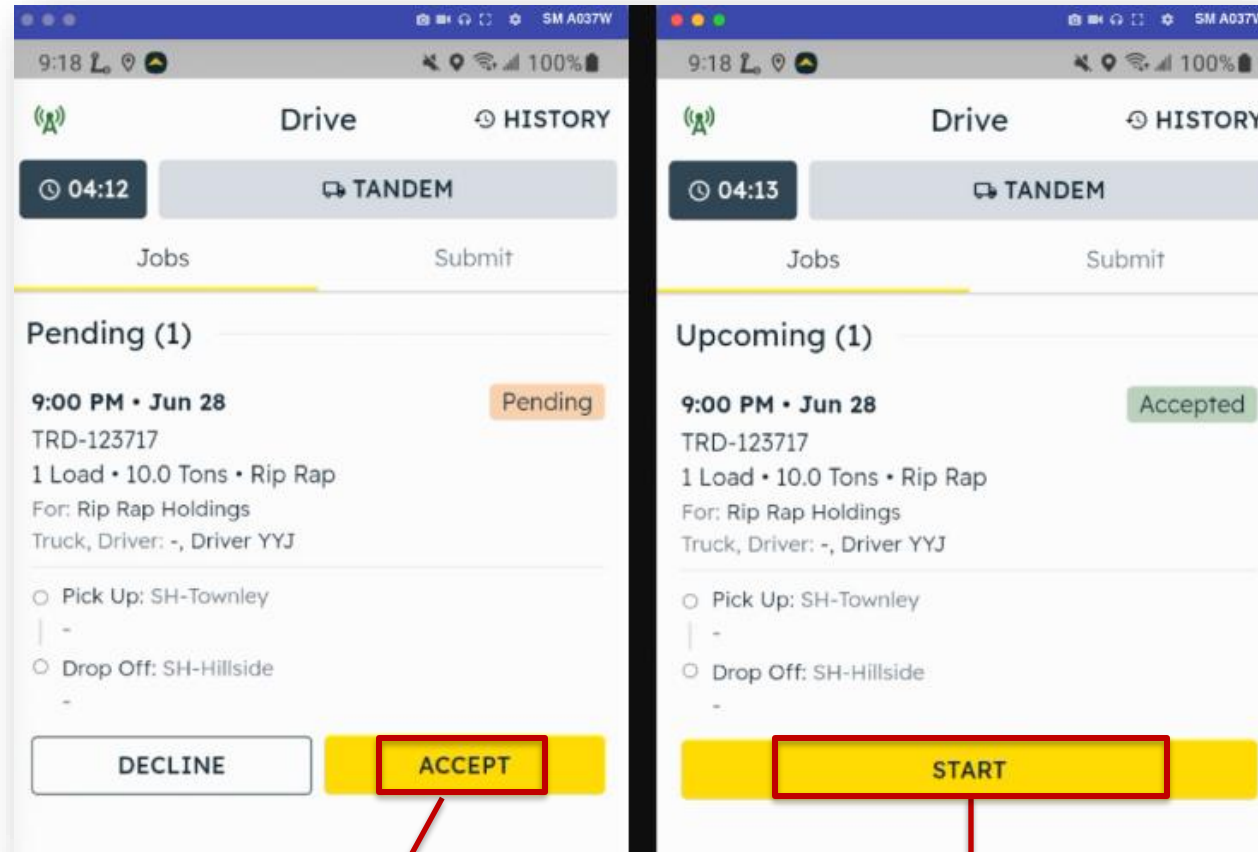 SM A037W
9:18
100%
Drive
HISTORY
04:12
TANDEM
Jobs
Submit
Pending (1)
9:00 PM • Jun 28
Pending
TRD-123717
1 Load • 10.0 Tons • Rip Rap
For: Rip Rap Holdings
Truck, Driver: -, Driver YYJ
Pick Up: SH-Townley
-
Drop Off: SH-Hillside
-
DECLINE
ACCEPT
SM A037W
9:18
100%
Drive
HISTORY
04:13
TANDEM
Jobs
Submit
Upcoming (1)
9:00 PM • Jun 28
Accepted
TRD-123717
1 Load • 10.0 Tons • Rip Rap
For: Rip Rap Holdings
Truck, Driver: -, Driver YYJ
Pick Up: SH-Townley
-
Drop Off: SH-Hillside
-
START